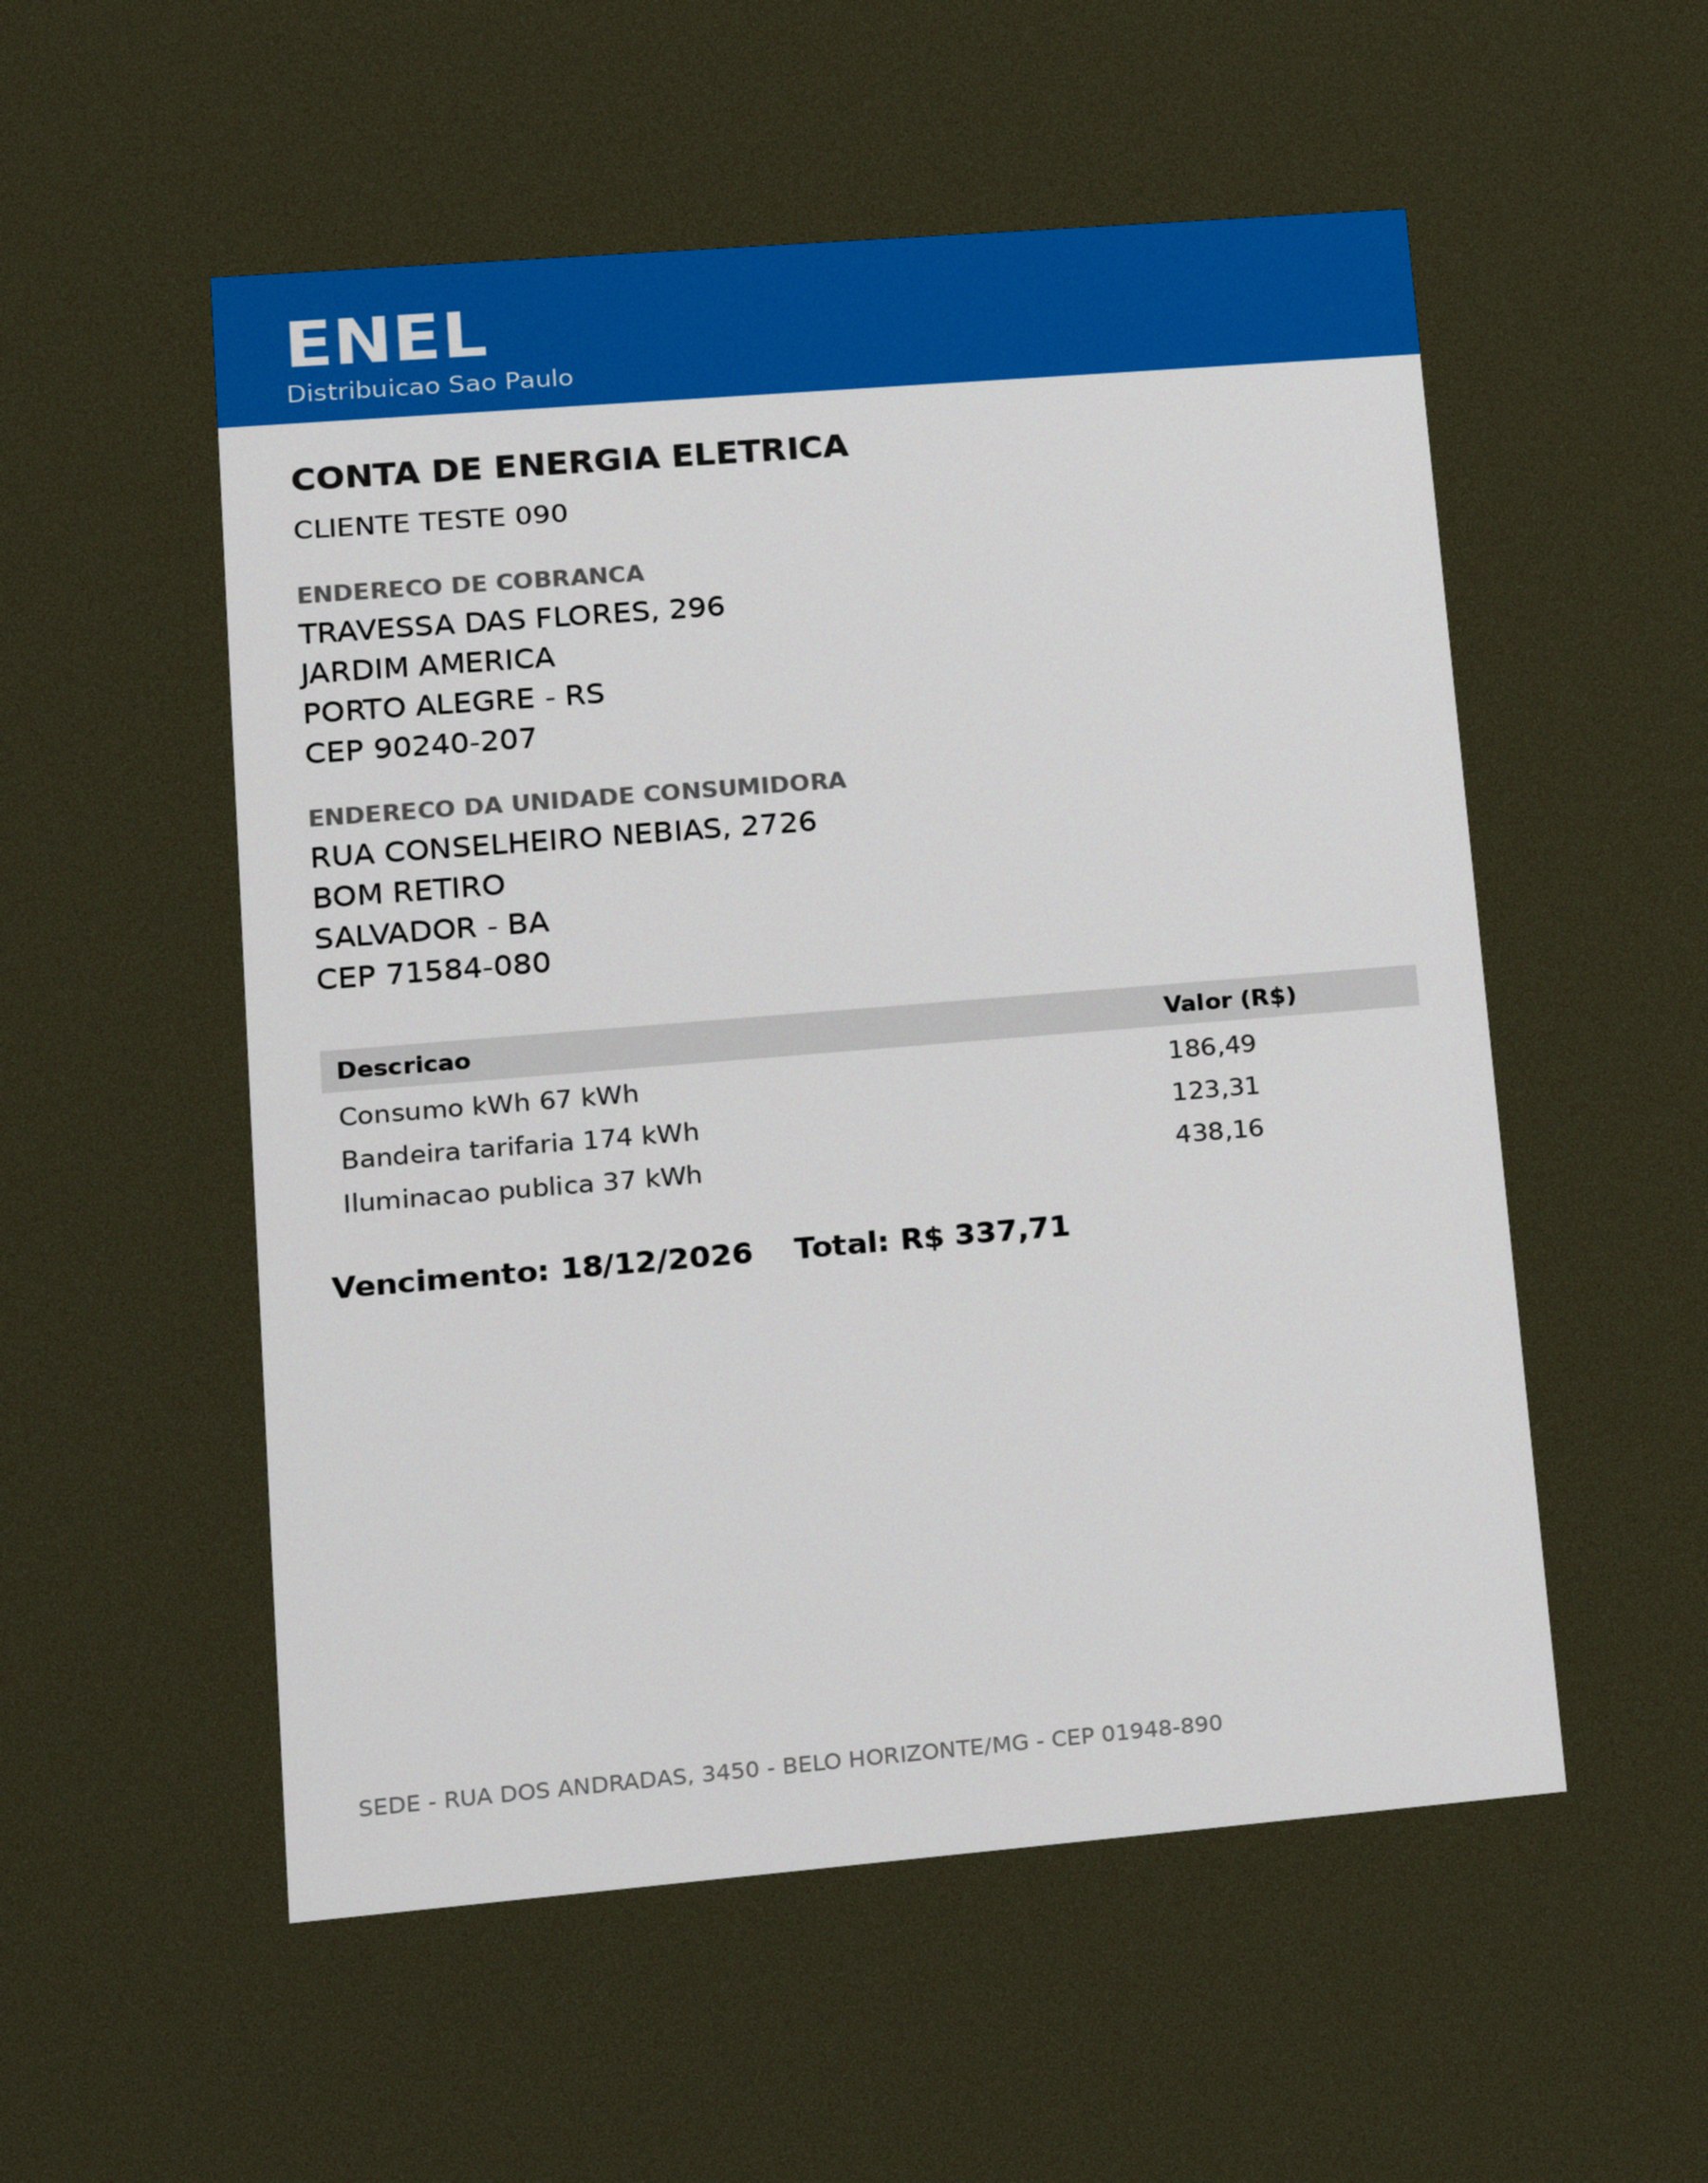 ENEL
Distribuicao Sao Paulo
CONTA DE ENERGIA ELETRICA
CLIENTE TESTE 090
ENDERECO DE COBRANCA
TRAVESSA DAS FLORES, 296
JARDIM AMERICA
PORTO ALEGRE - RS
CEP 90240-207
ENDERECO DA UNIDADE CONSUMIDORA
RUA CONSELHEIRO NEBIAS, 2726
BOM RETIRO
SALVADOR - BA
CEP 71584-080
Descricao Valor (R$)
Consumo kWh 67 kWh 186,49
Bandeira tarifaria 174 kWh 123,31
Iluminacao publica 37 kWh 438,16
Vencimento: 18/12/2026 Total: R$ 337,71
SEDE - RUA DOS ANDRADAS, 3450 - BELO HORIZONTE/MG - CEP 01948-890